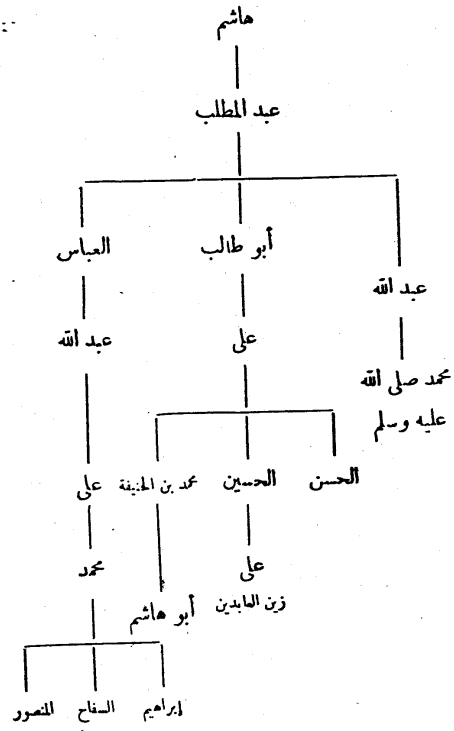 هاشم
عبد المطلب
العباس أبو طالب عبد الله
عبد الله على محمد صلى الله
عليه وسلم
على محمد بن الحنيفة الحسين الحسن
محمد على
أبو هاشم زين العابدين
إبراهيم السفاح المنصور